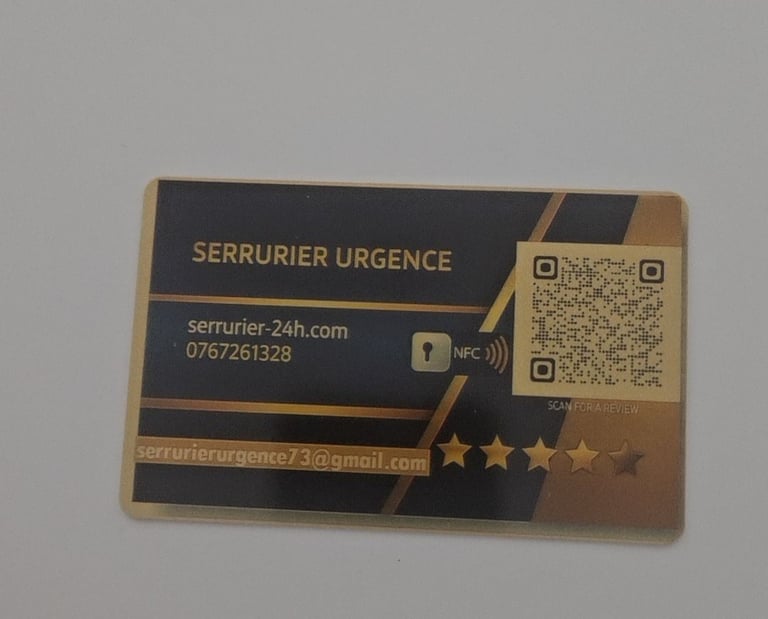 SERRURIER URGENCE
serrurier-24h.com
0767261328
NFC
SCAN FOR A REVIEW
serrurierurgence73@gmail.com